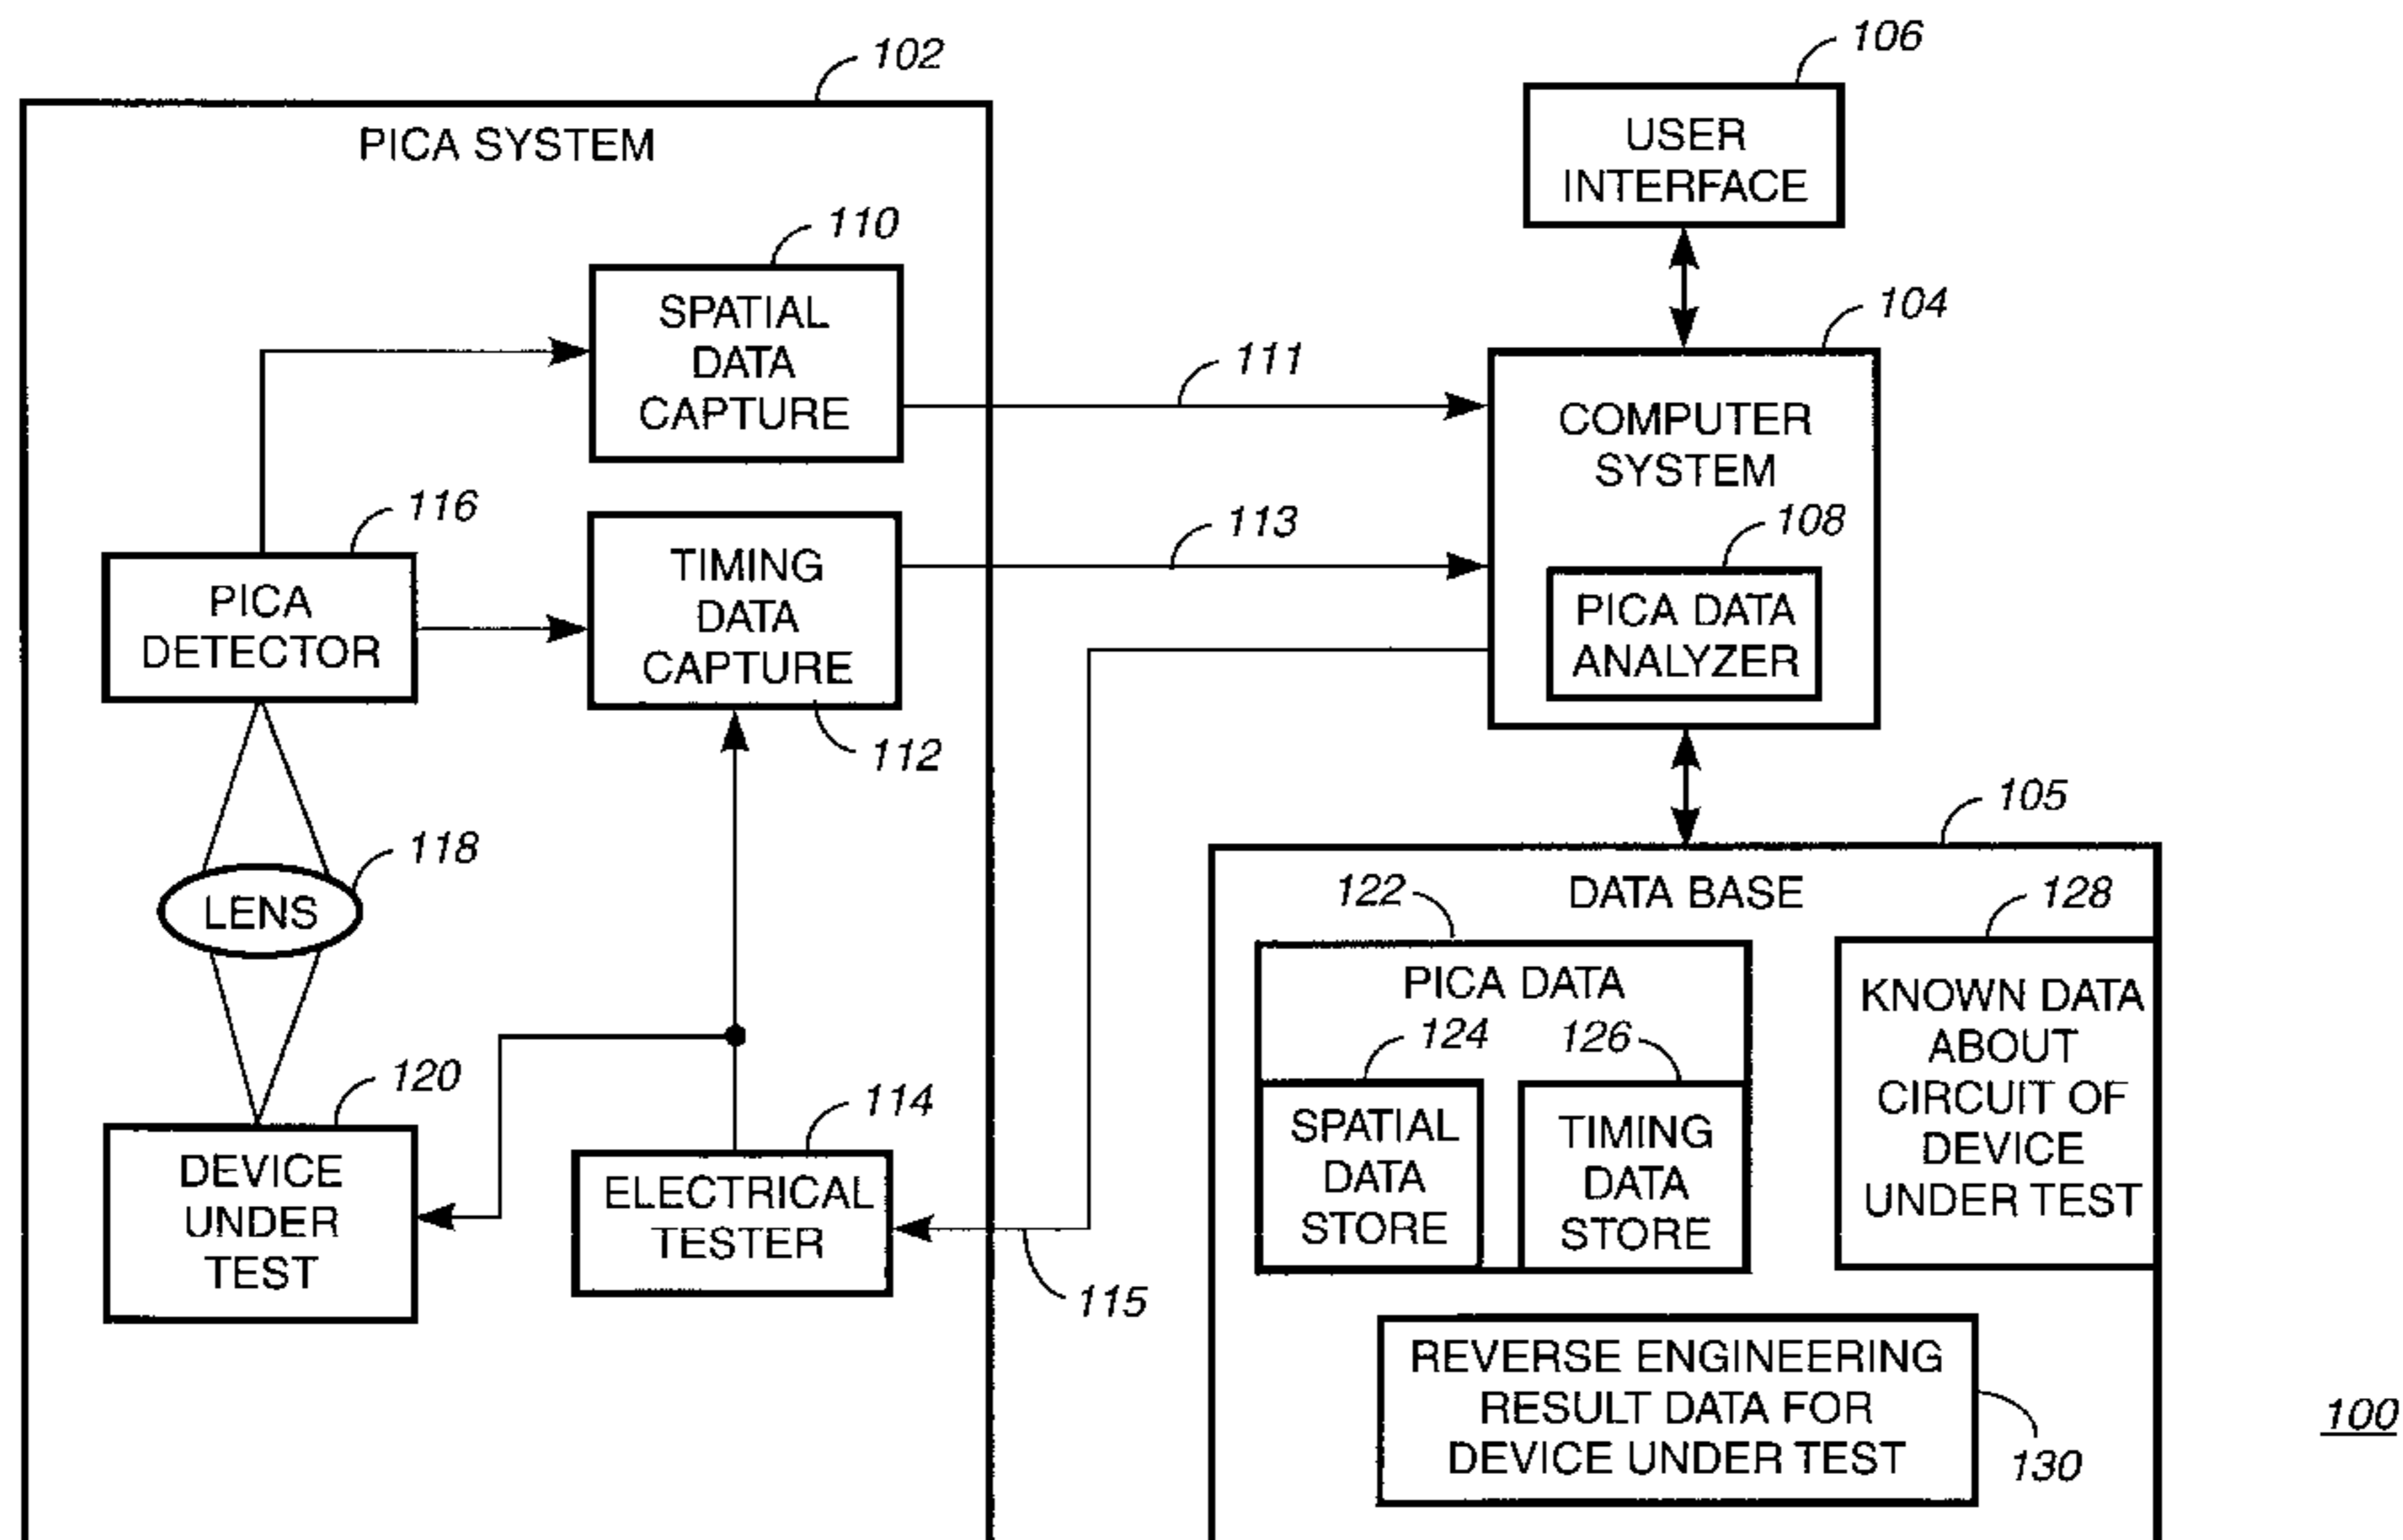 102
PICA SYSTEM
110
SPATIAL
DATA
CAPTURE
116
PICA
DETECTOR
TIMING
DATA
CAPTURE
112
118
LENS
120
DEVICE
UNDER
TEST
114
ELECTRICAL
TESTER
111
113
115
106
USER
INTERFACE
104
COMPUTER
SYSTEM
108
PICA DATA
ANALYZER
105
DATA BASE
122
PICA DATA
124
SPATIAL
DATA
STORE
126
TIMING
DATA
STORE
128
KNOWN DATA
ABOUT
CIRCUIT OF
DEVICE
UNDER TEST
REVERSE ENGINEERING
RESULT DATA FOR
DEVICE UNDER TEST
130
100